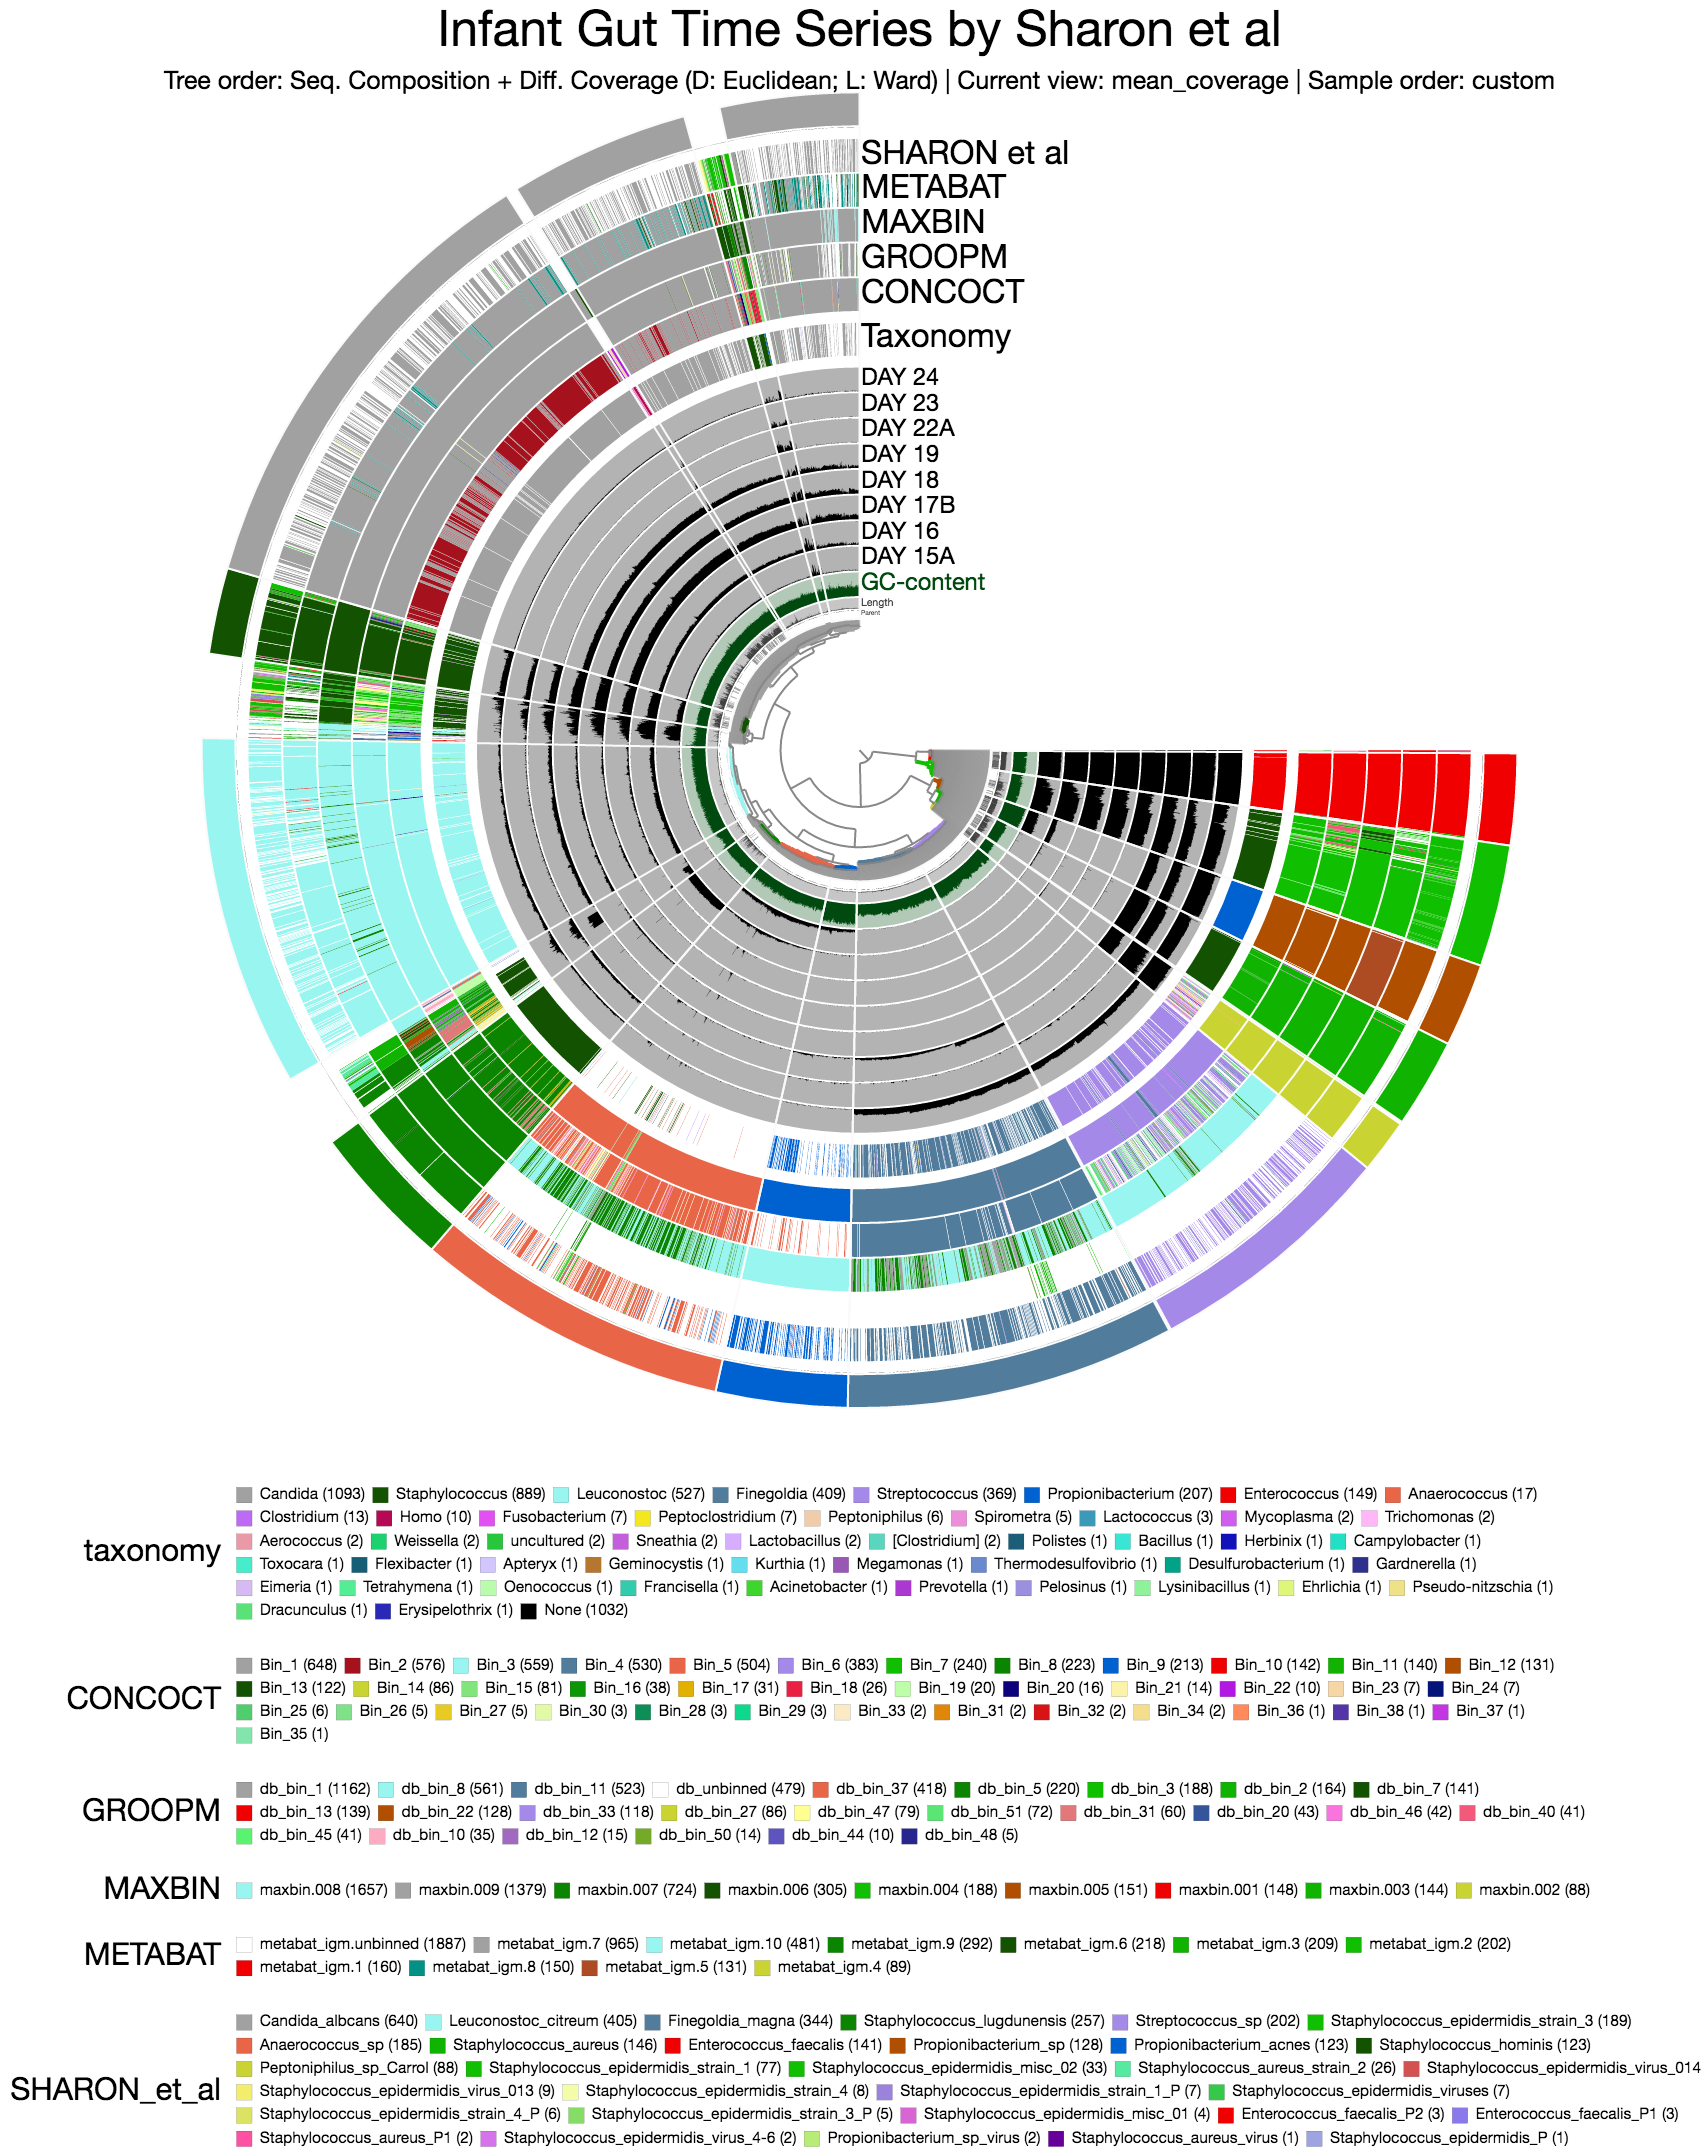 Infant Gut Time Series by Sharon et al
Tree order: Seq. Composition + Diff. Coverage (D: Euclidean; L: Ward) | Current view: mean_coverage | Sample order: custom
SHARON et al
METABAT
MAXBIN
GROOPM
CONCOCT
Taxonomy
DAY 24
DAY 23
DAY 22A
DAY 19
DAY 18
DAY 17B
DAY 16
DAY 15A
GC-content
Length
Parent
taxonomy
Candida (1093) Staphylococcus (889) Leuconostoc (527) Finegoldia (409) Streptococcus (369) Propionibacterium (207) Enterococcus (149) Anaerococcus (17)
Clostridium (13) Homo (10) Fusobacterium (7) Peptoclostridium (7) Peptoniphilus (6) Spirometra (5) Lactococcus (3) Mycoplasma (2) Trichomonas (2)
Aerococcus (2) Weissella (2) uncultured (2) Sneathia (2) Lactobacillus (2) [Clostridium] (2) Polistes (1) Bacillus (1) Herbinix (1) Campylobacter (1)
Toxocara (1) Flexibacter (1) Apteryx (1) Geminocystis (1) Kurthia (1) Megamonas (1) Thermodesulfovibrio (1) Desulfurobacterium (1) Gardnerella (1)
Eimeria (1) Tetrahymena (1) Oenococcus (1) Francisella (1) Acinetobacter (1) Prevotella (1) Pelosinus (1) Lysinibacillus (1) Ehrlichia (1) Pseudo-nitzschia (1)
Dracunculus (1) Erysipelothrix (1) None (1032)
CONCOCT
Bin_1 (648) Bin_2 (576) Bin_3 (559) Bin_4 (530) Bin_5 (504) Bin_6 (383) Bin_7 (240) Bin_8 (223) Bin_9 (213) Bin_10 (142) Bin_11 (140) Bin_12 (131)
Bin_13 (122) Bin_14 (86) Bin_15 (81) Bin_16 (38) Bin_17 (31) Bin_18 (26) Bin_19 (20) Bin_20 (16) Bin_21 (14) Bin_22 (10) Bin_23 (7) Bin_24 (7)
Bin_25 (6) Bin_26 (5) Bin_27 (5) Bin_30 (3) Bin_28 (3) Bin_29 (3) Bin_33 (2) Bin_31 (2) Bin_32 (2) Bin_34 (2) Bin_36 (1) Bin_38 (1) Bin_37 (1)
Bin_35 (1)
GROOPM
db_bin_1 (1162) db_bin_8 (561) db_bin_11 (523) db_unbinned (479) db_bin_37 (418) db_bin_5 (220) db_bin_3 (188) db_bin_2 (164) db_bin_7 (141)
db_bin_13 (139) db_bin_22 (128) db_bin_33 (118) db_bin_27 (86) db_bin_47 (79) db_bin_51 (72) db_bin_31 (60) db_bin_20 (43) db_bin_46 (42) db_bin_40 (41)
db_bin_45 (41) db_bin_10 (35) db_bin_12 (15) db_bin_50 (14) db_bin_44 (10) db_bin_48 (5)
MAXBIN
maxbin.008 (1657) maxbin.009 (1379) maxbin.007 (724) maxbin.006 (305) maxbin.004 (188) maxbin.005 (151) maxbin.001 (148) maxbin.003 (144) maxbin.002 (88)
METABAT
metabat_igm.unbinned (1887) metabat_igm.7 (965) metabat_igm.10 (481) metabat_igm.9 (292) metabat_igm.6 (218) metabat_igm.3 (209) metabat_igm.2 (202)
metabat_igm.1 (160) metabat_igm.8 (150) metabat_igm.5 (131) metabat_igm.4 (89)
SHARON_et_al
Candida_albcans (640) Leuconostoc_citreum (405) Finegoldia_magna (344) Staphylococcus_lugdunensis (257) Streptococcus_sp (202) Staphylococcus_epidermidis_strain_3 (189)
Anaerococcus_sp (185) Staphylococcus_aureus (146) Enterococcus_faecalis (141) Propionibacterium_sp (128) Propionibacterium_acnes (123) Staphylococcus_hominis (123)
Peptoniphilus_sp_Carrol (88) Staphylococcus_epidermidis_strain_1 (77) Staphylococcus_epidermidis_misc_02 (33) Staphylococcus_aureus_strain_2 (26) Staphylococcus_epidermidis_virus_014
Staphylococcus_epidermidis_virus_013 (9) Staphylococcus_epidermidis_strain_4 (8) Staphylococcus_epidermidis_strain_1_P (7) Staphylococcus_epidermidis_viruses (7)
Staphylococcus_epidermidis_strain_4_P (6) Staphylococcus_epidermidis_strain_3_P (5) Staphylococcus_epidermidis_misc_01 (4) Enterococcus_faecalis_P2 (3) Enterococcus_faecalis_P1 (3)
Staphylococcus_aureus_P1 (2) Staphylococcus_epidermidis_virus_4-6 (2) Propionibacterium_sp_virus (2) Staphylococcus_aureus_virus (1) Staphylococcus_epidermidis_P (1)